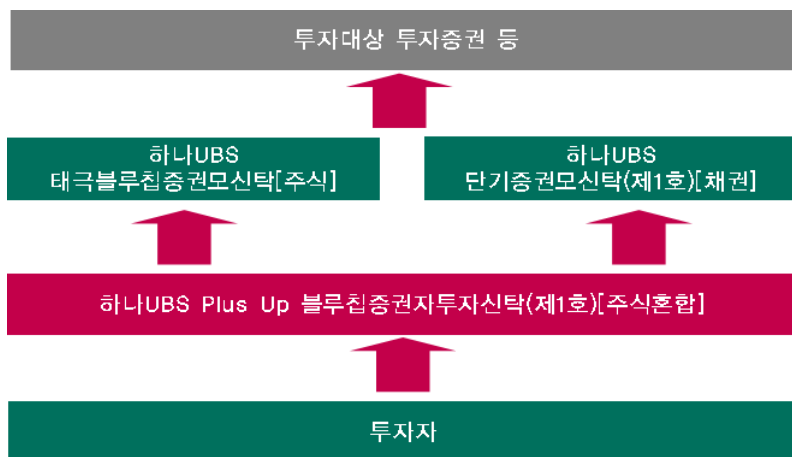 투자대상 투자증권 등
하나UBS
태극블루칩증권모신탁[주식]
하나UBS
단기증권모신탁(제1호)[채권]
하나UBS Plus Up 블루칩증권자투자신탁(제1호)[주식혼합]
투자자